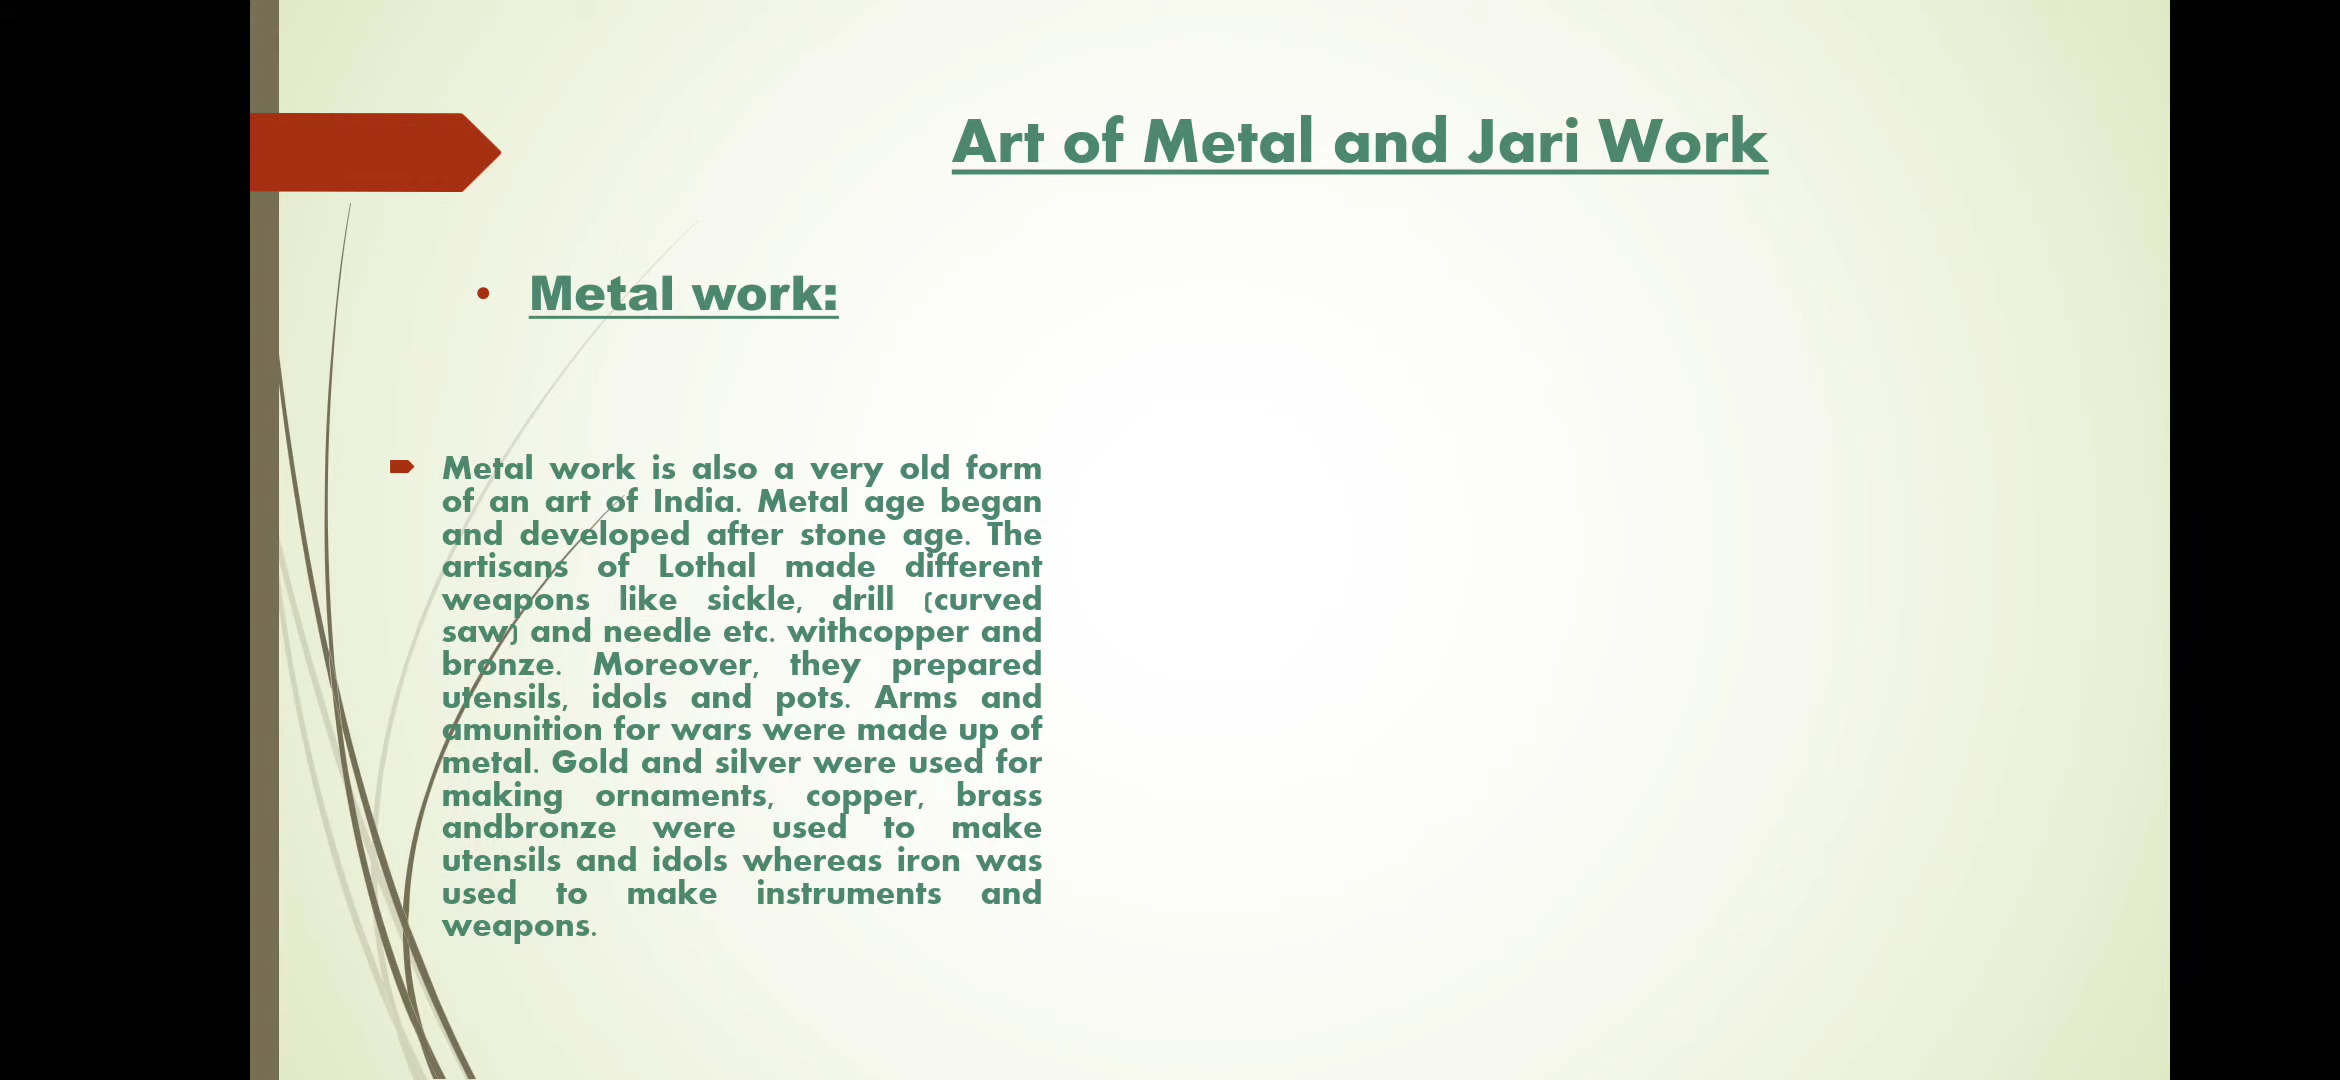 Art of Metal and Jari Work
• Metal work:
Metal work is also a very old form
of an art of India. Metal age began
and developed after stone age. The
artisans of Lothal made different
weapons like sickle, drill (curved
saw) and needle etc. withcopper and
bronze. Moreover, they prepared
utensils, idols and pots. Arms and
amunition for wars were made up of
metal. Gold and silver were used for
making ornaments, copper, brass
andbronze were used to make
utensils and idols whereas iron was
used to make instruments and
weapons.